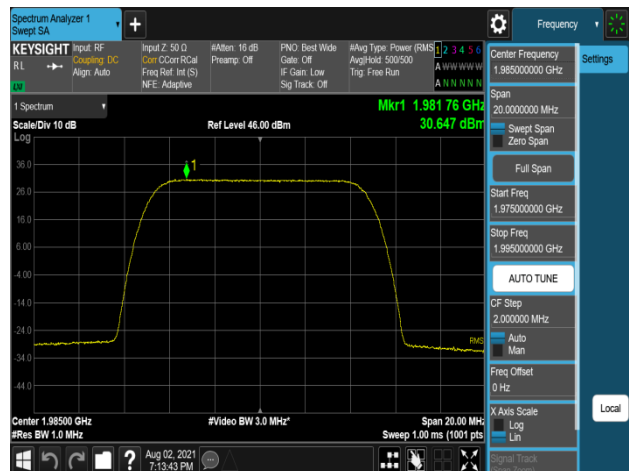 Spectrum Analyzer 1
Swept SA
+
Frequency
KEYSIGHT
Input: RF
Input Z: 50 Ω
#Atten: 16 dB
PNO: Best Wide
#Avg Type: Power (RMS
1 2 3 4 5 6
RL
Coupling: DC
Corr CCorr RCal
Preamp: Off
Gate: Off
Avg|Hold: 500/500
A W W W W W
Align: Auto
Freq Ref: Int (S)
IF Gain: Low
Trig: Free Run
NFE: Adaptive
Sig Track: Off
A N N N N N
LXI
1 Spectrum
Mkr1 1.981 76 GHz
Scale/Div 10 dB
Ref Level 46.00 dBm
30.647 dBm
Log
1
36.0
26.0
16.0
6.00
-4.00
-14.0
-24.0
RMS
-34.0
-44.0
Center 1.98500 GHz
#Video BW 3.0 MHz*
Span 20.00 MHz
#Res BW 1.0 MHz
Sweep 1.00 ms (1001 pts
?
Aug 02, 2021
7:13:43 PM
Center Frequency
1.985000000 GHz
Settings
Span
20.0000000 MHz
Swept Span
Zero Span
Full Span
Start Freq
1.975000000 GHz
Stop Freq
1.995000000 GHz
AUTO TUNE
CF Step
2.000000 MHz
Auto
Man
Freq Offset
0 Hz
X Axis Scale
Log
Lin
Local
Signal Track